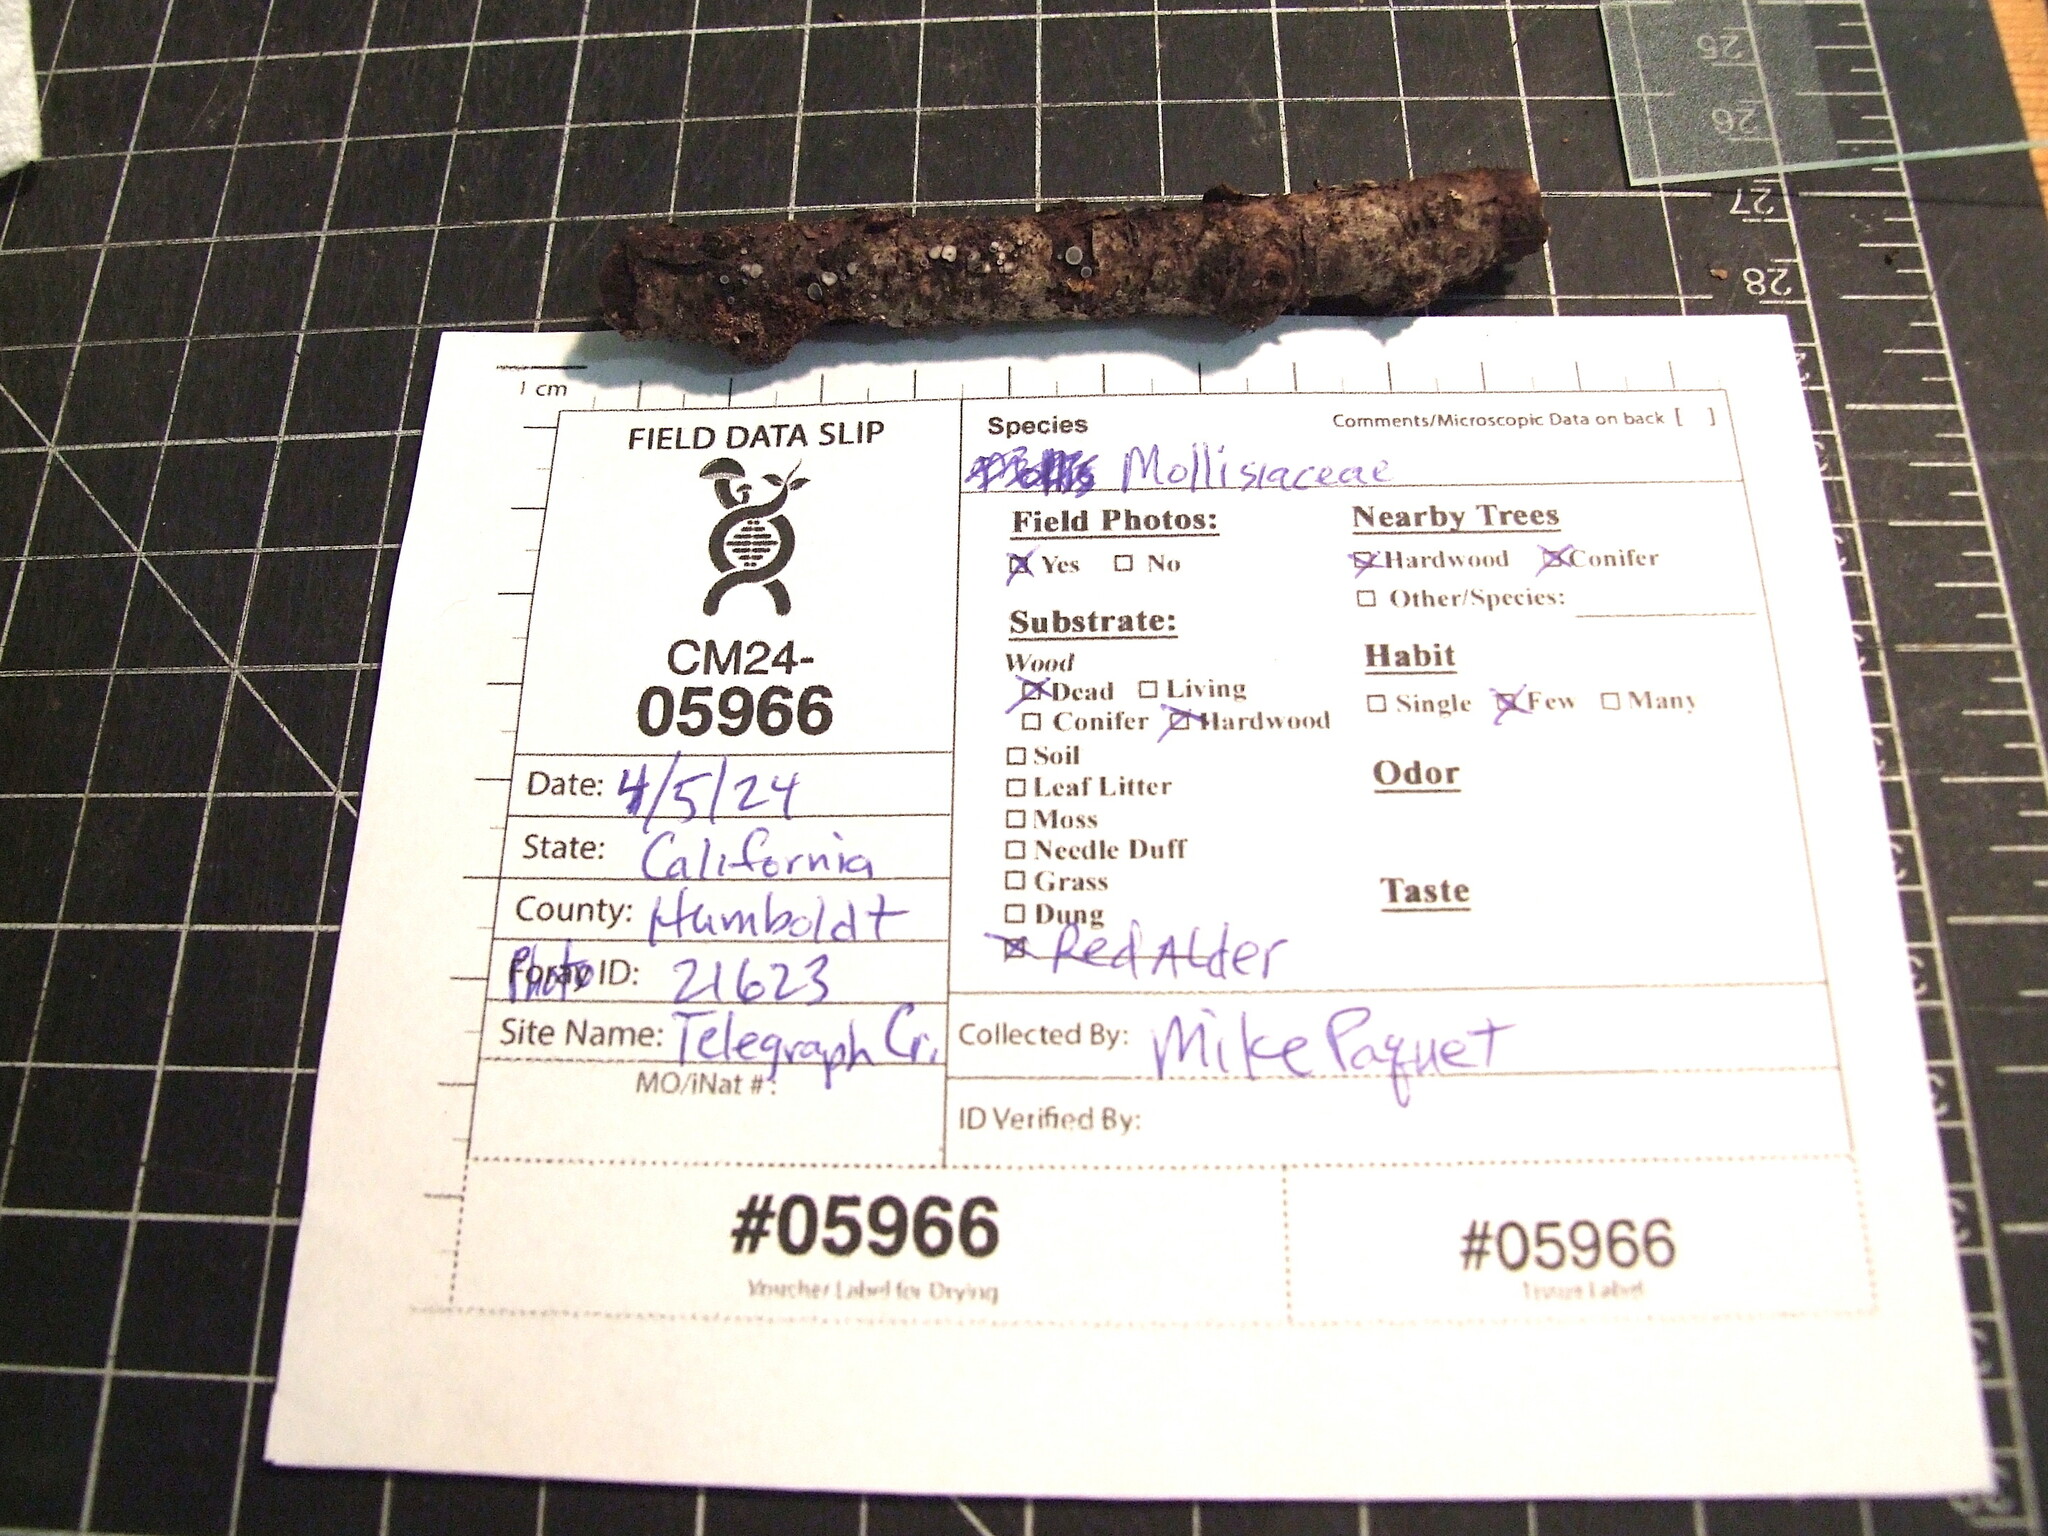 25
26
27
28
1 cm
FIELD DATA SLIP
CM24-
05966
Date: 4/5/24
State: California
County: Humboldt
Photo ID: 21623
Site Name: Telegraph Cr.
MO/iNat #:
Species
Comments/Microscopic Data on back [ ]
Mollisiaceae
Field Photos:
Yes No
Substrate:
Wood
Dead Living
Conifer Hardwood
Soil
Leaf Litter
Moss
Needle Duff
Grass
Dung
Red Alder
Nearby Trees
Hardwood Conifer
Other/Species:
Habit
Single Few Many
Odor
Taste
Collected By: Mike Paquet
ID Verified By:
#05966
Voucher Label for Drying
#05966
Tissue Label